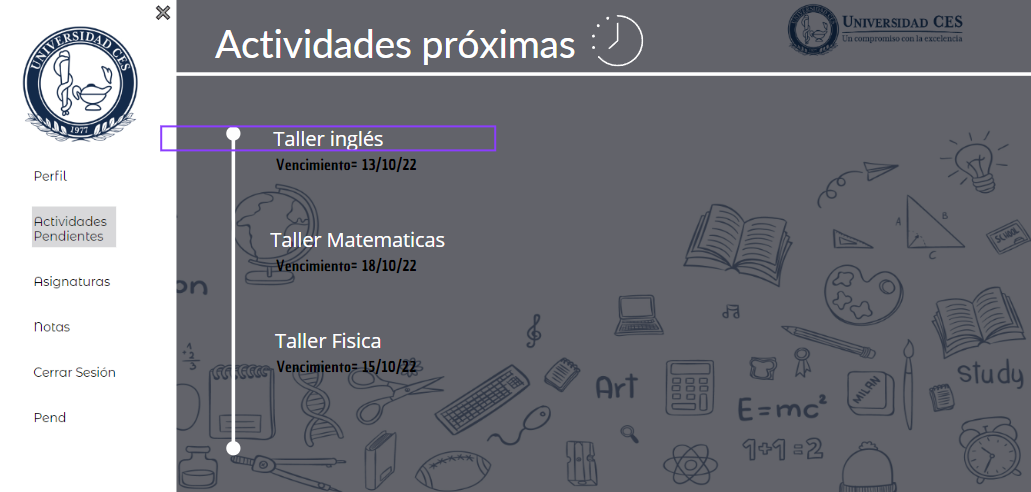 UNIVERSIDAD CES
1977
Perfil
Actividades
Pendientes
Asignaturas
Notas
Cerrar Sesión
Pend
Actividades próximas
UNIVERSIDAD CES
Un compromiso con la excelencia
Taller inglés
Vencimiento= 13/10/22
Taller Matematicas
Vencimiento= 18/10/22
Taller Fisica
Vencimiento= 15/10/22
A
B
C
SCHOOL
on
Art
MILAN
study
E=mc²
1+1=2